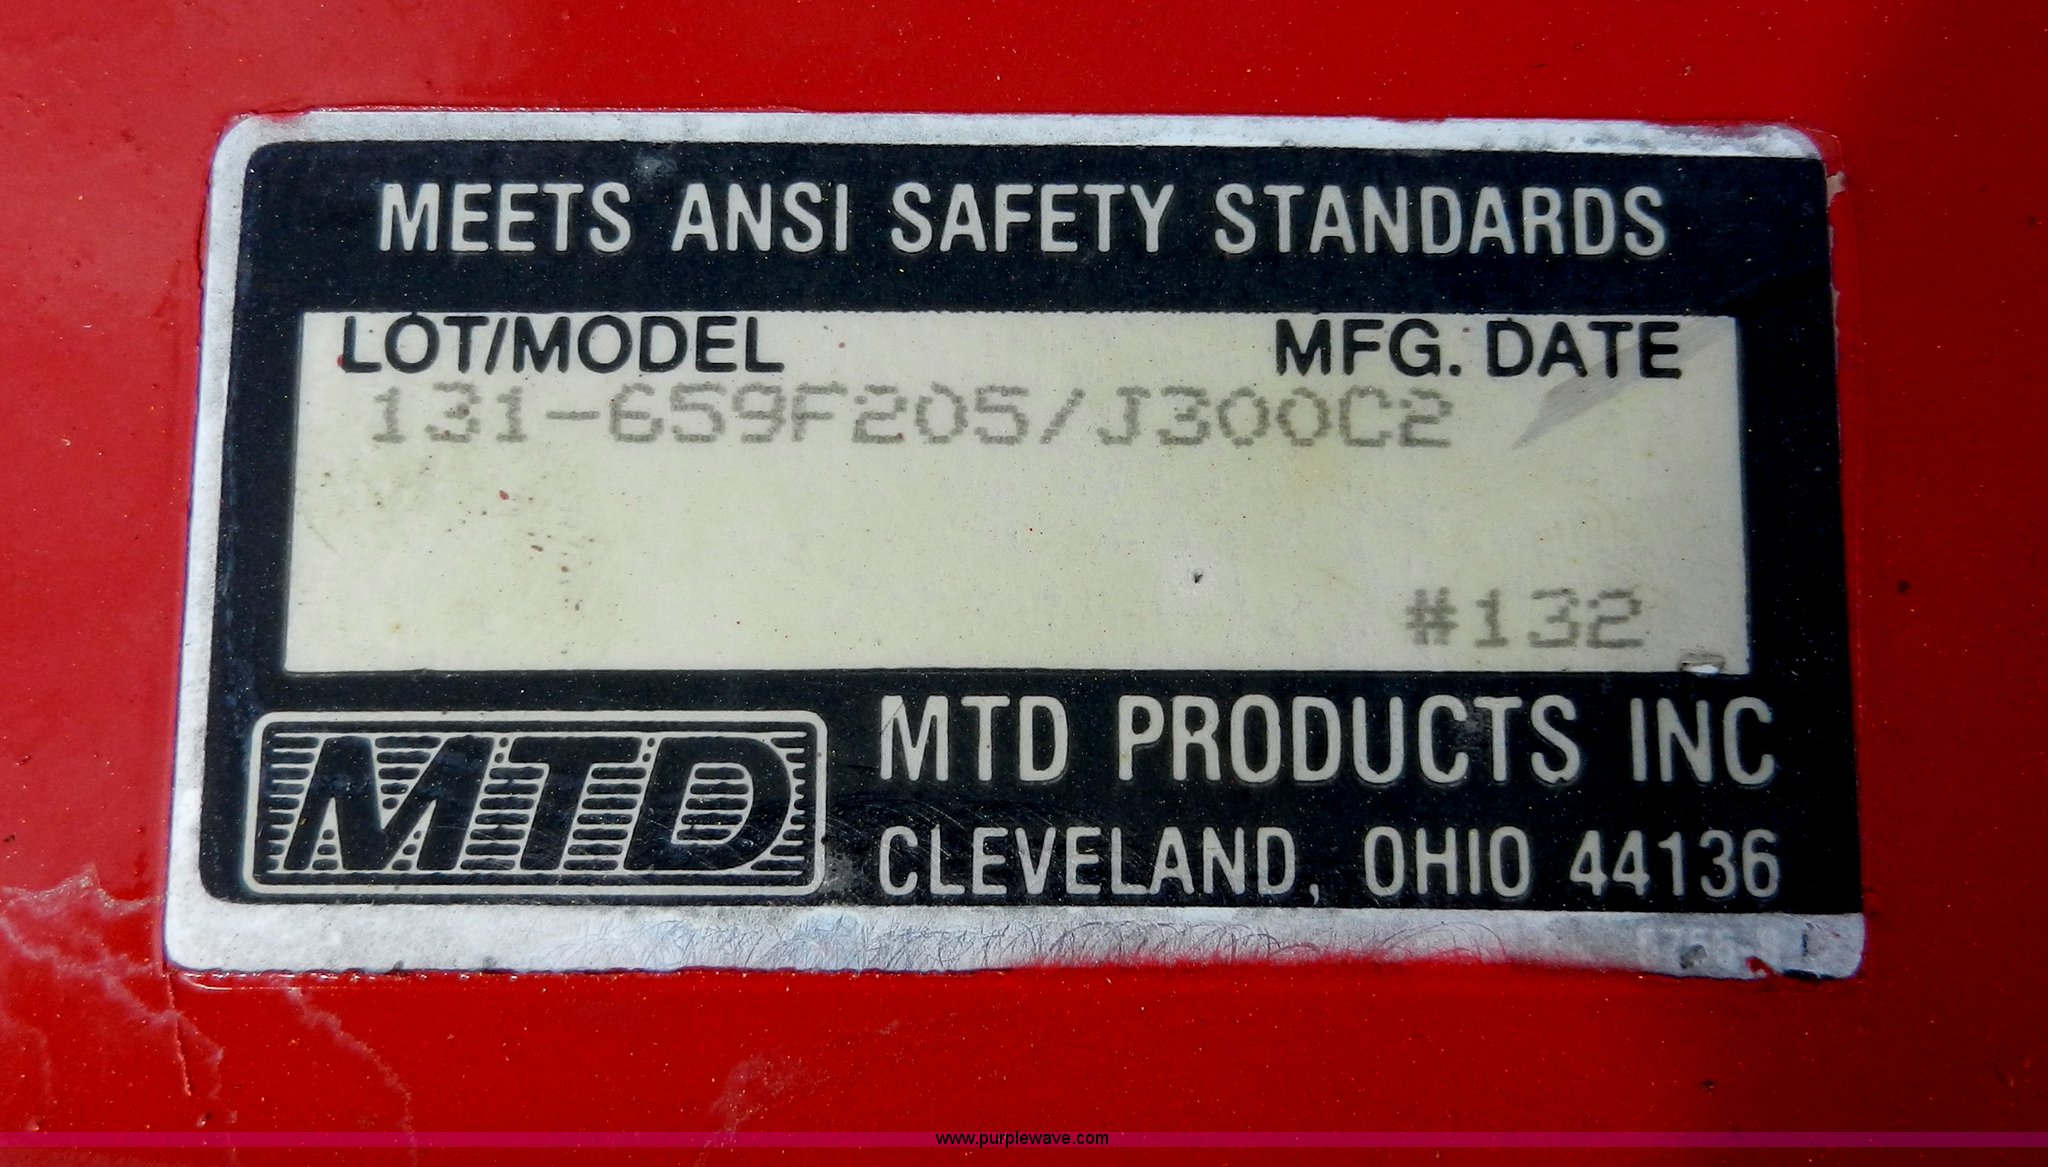 MEETS ANSI SAFETY STANDARDS
LOT/MODEL MFG. DATE
131-659F205/J300C2
#132
MTD
MTD PRODUCTS INC
CLEVELAND, OHIO 44136
www.purplewave.com